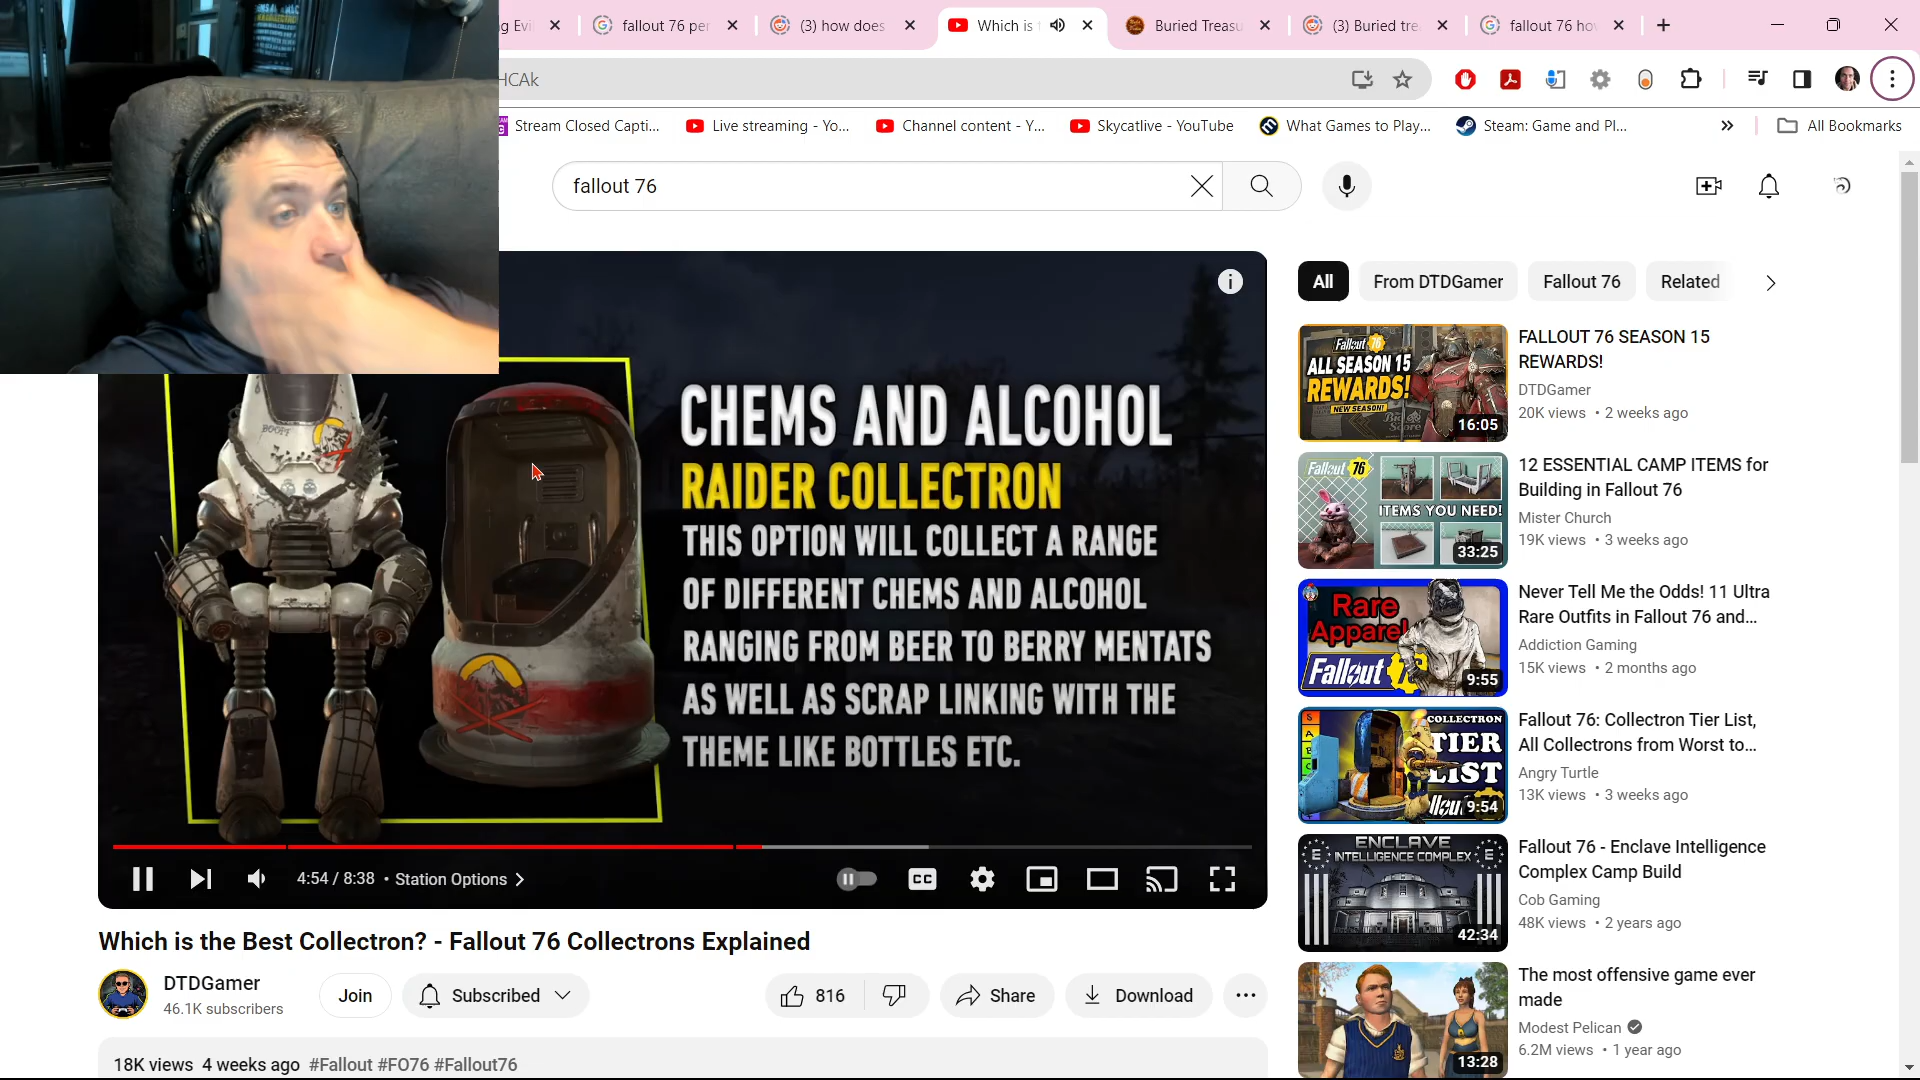 ng Evi
fallout 76 per
(3) how does
Which is
Buried Treasu
(3) Buried tre
fallout 76 ho
HCAk
Stream Closed Capti...
Live streaming - Yo...
Channel content - Y...
Skycatlive - YouTube
What Games to Play...
Steam: Game and Pl...
All Bookmarks
fallout 76
CHEMS AND ALCOHOL
RAIDER COLLECTRON
THIS OPTION WILL COLLECT A RANGE
OF DIFFERENT CHEMS AND ALCOHOL
RANGING FROM BEER TO BERRY MENTATS
AS WELL AS SCRAP LINKING WITH THE
THEME LIKE BOTTLES ETC.
4:54 / 8:38 • Station Options
CC
Which is the Best Collectron? - Fallout 76 Collectrons Explained
DTDGamer
46.1K subscribers
Join
Subscribed
816
Share
Download
18K views 4 weeks ago #Fallout #FO76 #Fallout76
All
From DTDGamer
Fallout 76
Related
Fallout 76
ALL SEASON 15
REWARDS!
NEW SEASON!
16:05
FALLOUT 76 SEASON 15
REWARDS!
DTDGamer
20K views • 2 weeks ago
Fallout 76
ITEMS YOU NEED!
33:25
12 ESSENTIAL CAMP ITEMS for
Building in Fallout 76
Mister Church
19K views • 3 weeks ago
Rare
Apparel
Fallout
9:55
Never Tell Me the Odds! 11 Ultra
Rare Outfits in Fallout 76 and...
Addiction Gaming
15K views • 2 months ago
COLLECTRON
TIER
LIST
9:54
Fallout 76: Collectron Tier List,
All Collectrons from Worst to...
Angry Turtle
13K views • 3 weeks ago
ENCLAVE
INTELLIGENCE COMPLEX
42:34
Fallout 76 - Enclave Intelligence
Complex Camp Build
Cob Gaming
48K views • 2 years ago
13:28
The most offensive game ever
made
Modest Pelican
6.2M views • 1 year ago